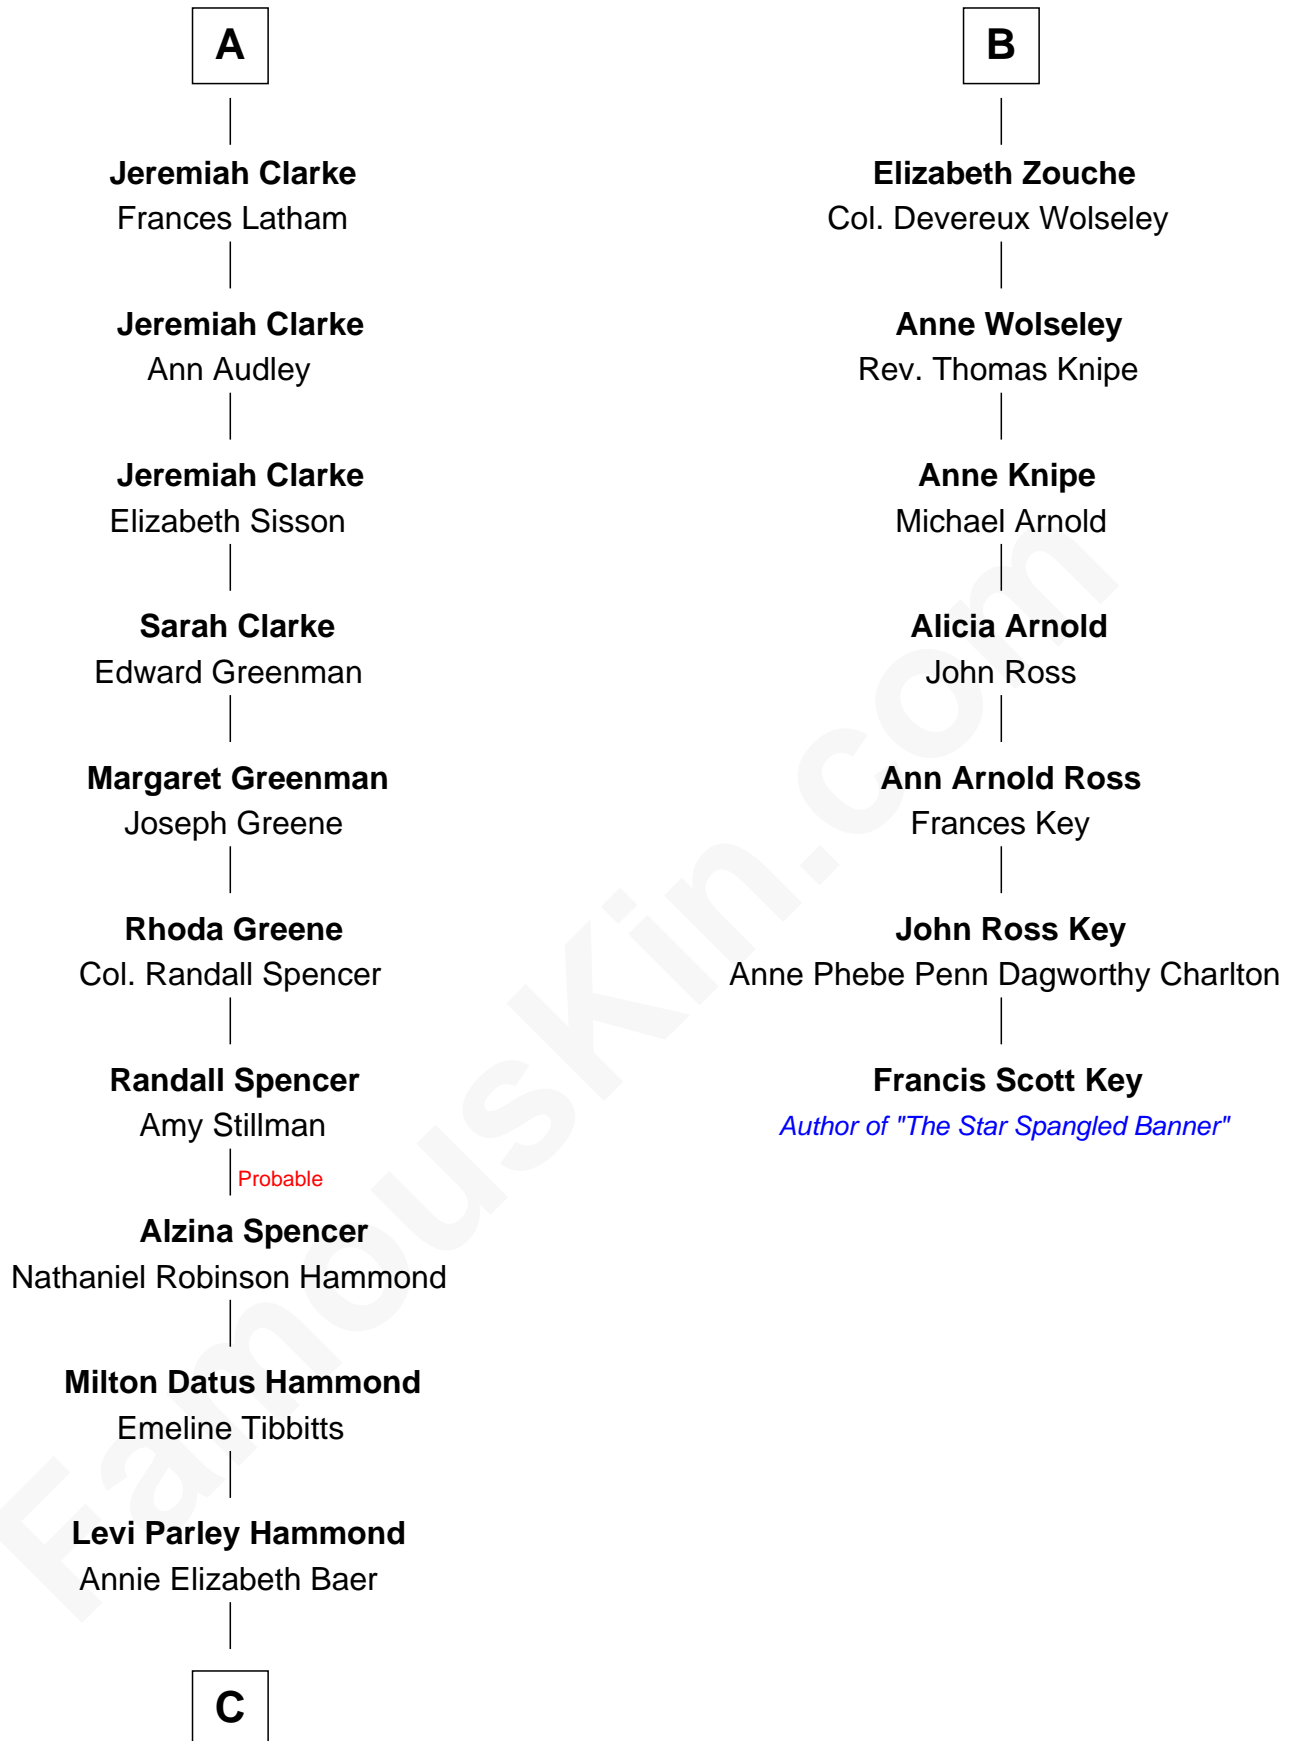 A
Jeremiah Clarke
Frances Latham
Jeremiah Clarke
Ann Audley
Jeremiah Clarke
Elizabeth Sisson
Sarah Clarke
Edward Greenman
Margaret Greenman
Joseph Greene
Rhoda Greene
Col. Randall Spencer
Randall Spencer
Amy Stillman
Probable
Alzina Spencer
Nathaniel Robinson Hammond
Milton Datus Hammond
Emeline Tibbitts
Levi Parley Hammond
Annie Elizabeth Baer
C
B
Elizabeth Zouche
Col. Devereux Wolseley
Anne Wolseley
Rev. Thomas Knipe
Anne Knipe
Michael Arnold
Alicia Arnold
John Ross
Ann Arnold Ross
Frances Key
John Ross Key
Anne Phebe Penn Dagworthy Charlton
Francis Scott Key
Author of "The Star Spangled Banner"
FamousKin.com